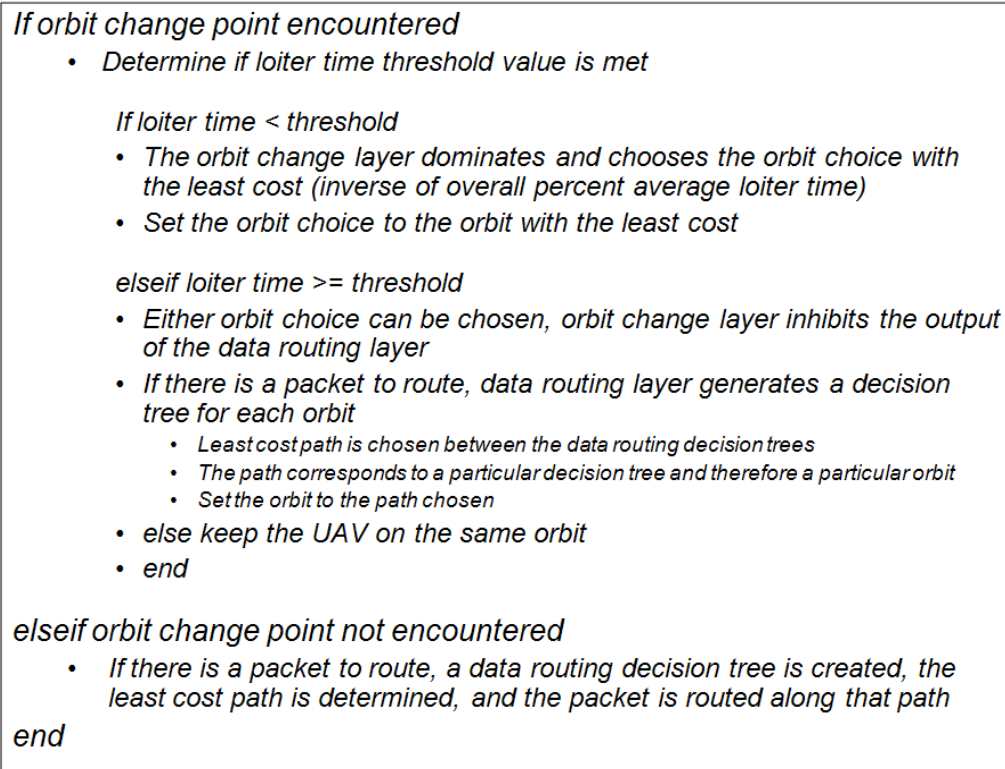 If orbit change point encountered
• Determine if loiter time threshold value is met
If loiter time < threshold
• The orbit change layer dominates and chooses the orbit choice with
the least cost (inverse of overall percent average loiter time)
• Set the orbit choice to the orbit with the least cost
elseif loiter time >= threshold
• Either orbit choice can be chosen, orbit change layer inhibits the output
of the data routing layer
• If there is a packet to route, data routing layer generates a decision
tree for each orbit
• Least cost path is chosen between the data routing decision trees
• The path corresponds to a particular decision tree and therefore a particular orbit
• Set the orbit to the path chosen
• else keep the UAV on the same orbit
• end
elseif orbit change point not encountered
• If there is a packet to route, a data routing decision tree is created, the
least cost path is determined, and the packet is routed along that path
end